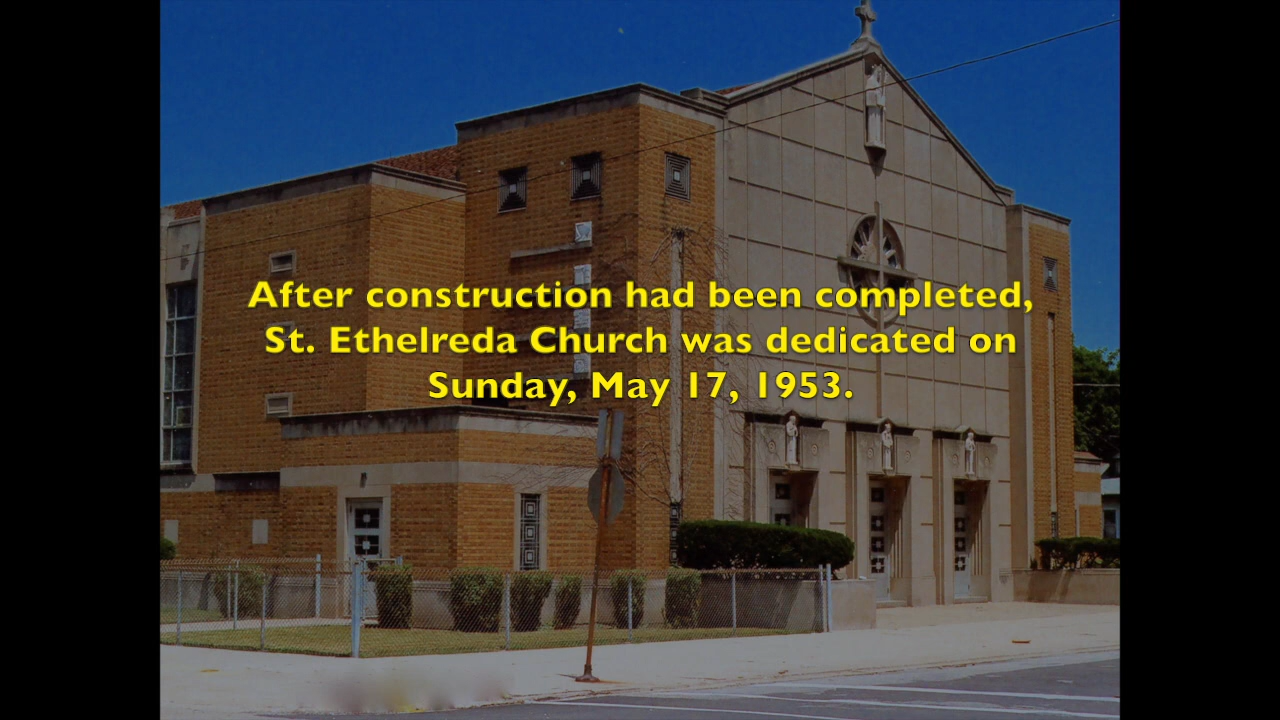 After construction had been completed,
St. Ethelreda Church was dedicated on
Sunday, May 17, 1953.